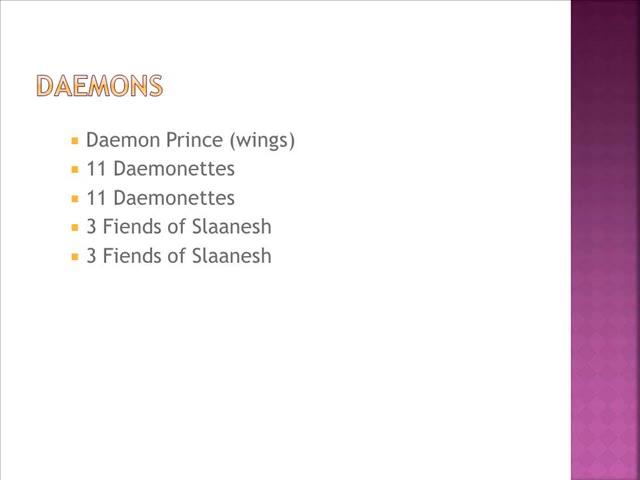 DAEMONS
Daemon Prince (wings)
11 Daemonettes
11 Daemonettes
3 Fiends of Slaanesh
3 Fiends of Slaanesh